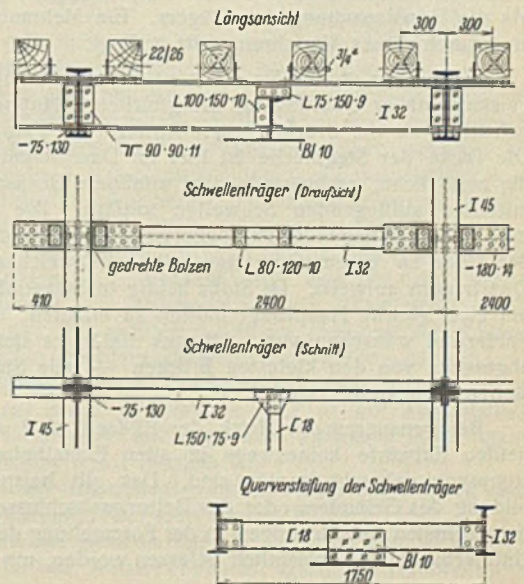 Längsansicht
300 300
22/26
3/4"
L 100·150·10
L 75·150·9
I 32
– 75·130
90·90·11
Bl 10
Schwellenträger (Draufsicht)
I 45
gedrehte Bolzen
L 80·120·10
I 32
– 180·14
410
2400
2400
Schwellenträger (Schnitt)
– 75·130
I 45
I 32
[ 18
L 150·75·9
Querversteifung der Schwellenträger
[ 18
I 32
Bl 10
1750